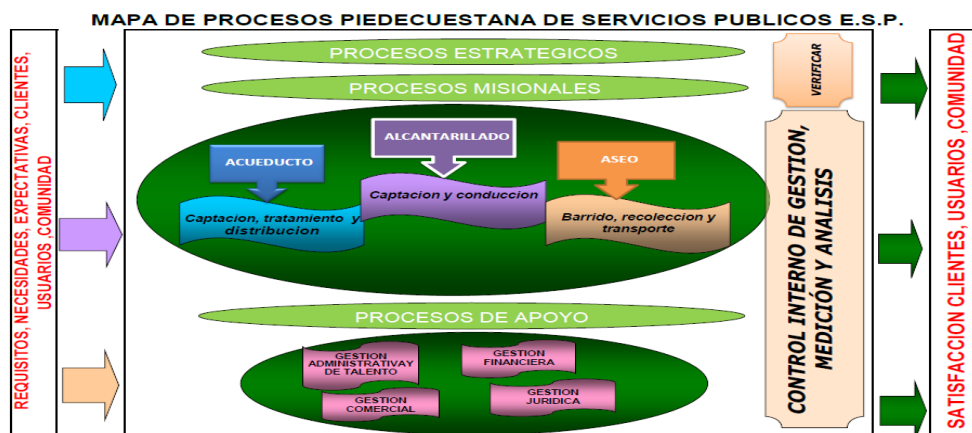 MAPA DE PROCESOS PIEDECUESTANA DE SERVICIOS PUBLICOS E.S.P.
REQUISITOS, NECESIDADES, EXPECTATIVAS, CLIENTES,
USUARIOS ,COMUNIDAD
PROCESOS ESTRATEGICOS
PROCESOS MISIONALES
ACUEDUCTO
Captacion, tratamiento y
distribucion
ALCANTARILLADO
Captacion y conduccion
ASEO
Barrido, recoleccion y
transporte
PROCESOS DE APOYO
GESTION
ADMINISTRATIVAY
DE TALENTO
GESTION
FINANCIERA
GESTION
COMERCIAL
GESTION
JURIDICA
VERIFICAR
CONTROL INTERNO DE GESTION,
MEDICIÓN Y ANALISIS
SATISFACCION CLIENTES, USUARIOS ,COMUNIDAD